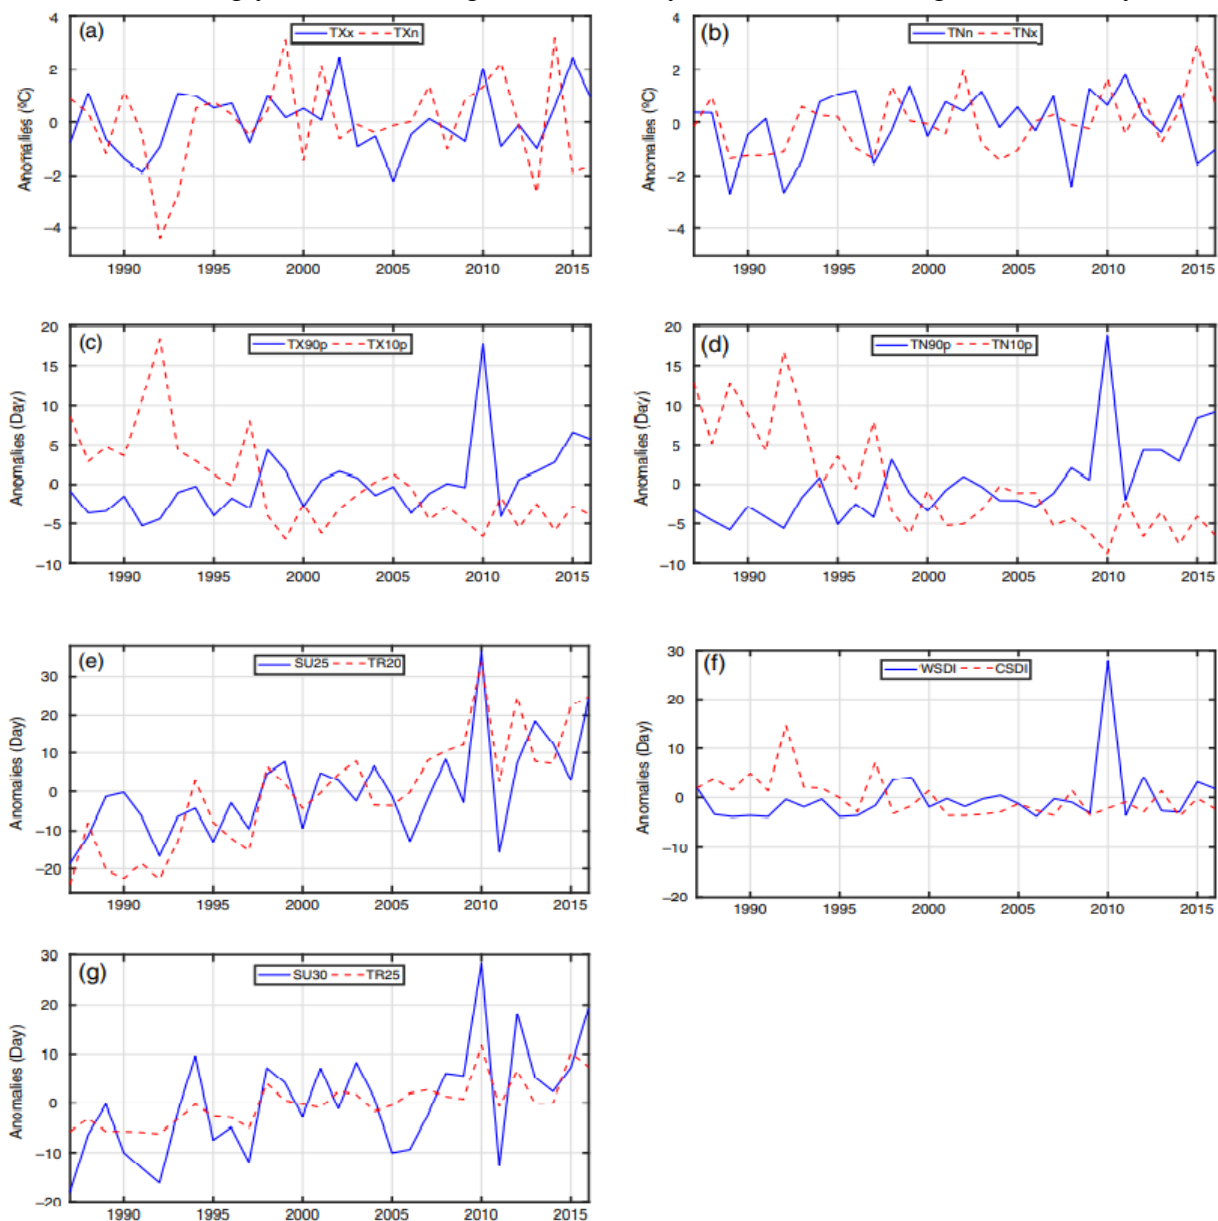 (a)
TXx TXn
Anomalies (ºC)
4
2
0
−2
−4
1990 1995 2000 2005 2010 2015
(b)
TNn TNx
Anomalies (ºC)
4
2
0
−2
−4
1990 1995 2000 2005 2010 2015
(c)
TX90p TX10p
Anomalies (Day)
20
15
10
5
0
−5
−10
1990 1995 2000 2005 2010 2015
(d)
TN90p TN10p
Anomalies (Day)
20
15
10
5
0
−5
−10
1990 1995 2000 2005 2010 2015
(e)
SU25 TR20
Anomalies (Day)
30
20
10
0
−10
−20
1990 1995 2000 2005 2010 2015
(f)
WSDI CSDI
Anomalies (Day)
30
20
10
0
−10
−20
1990 1995 2000 2005 2010 2015
(g)
SU30 TR25
Anomalies (Day)
30
20
10
0
−10
−20
1990 1995 2000 2005 2010 2015